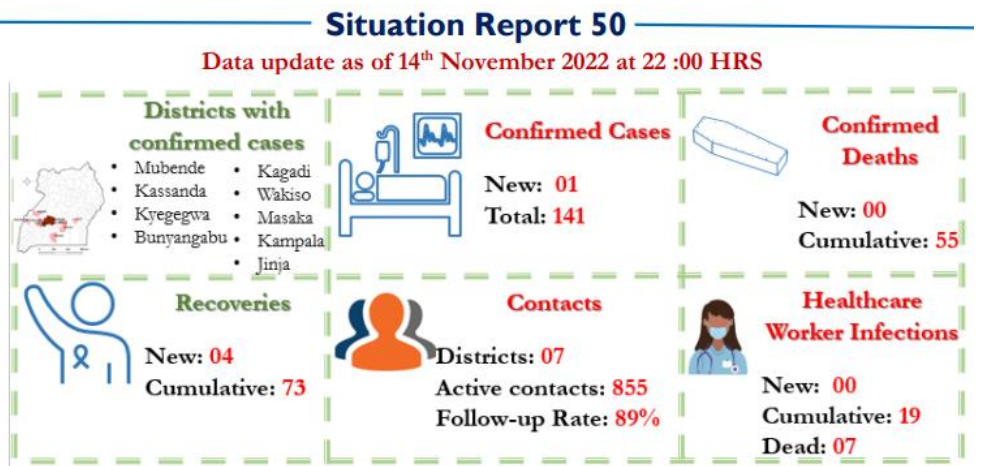 Situation Report 50
Data update as of 14th November 2022 at 22 :00 HRS
Districts with
confirmed cases
• Mubende
• Kassanda
• Kyegegwa
• Bunyangabu
• Kagadi
• Wakiso
• Masaka
• Kampala
• Jinja
Confirmed Cases
New: 01
Total: 141
Confirmed
Deaths
New: 00
Cumulative: 55
Recoveries
New: 04
Cumulative: 73
Contacts
Districts: 07
Active contacts: 855
Follow-up Rate: 89%
Healthcare
Worker Infections
New: 00
Cumulative: 19
Dead: 07